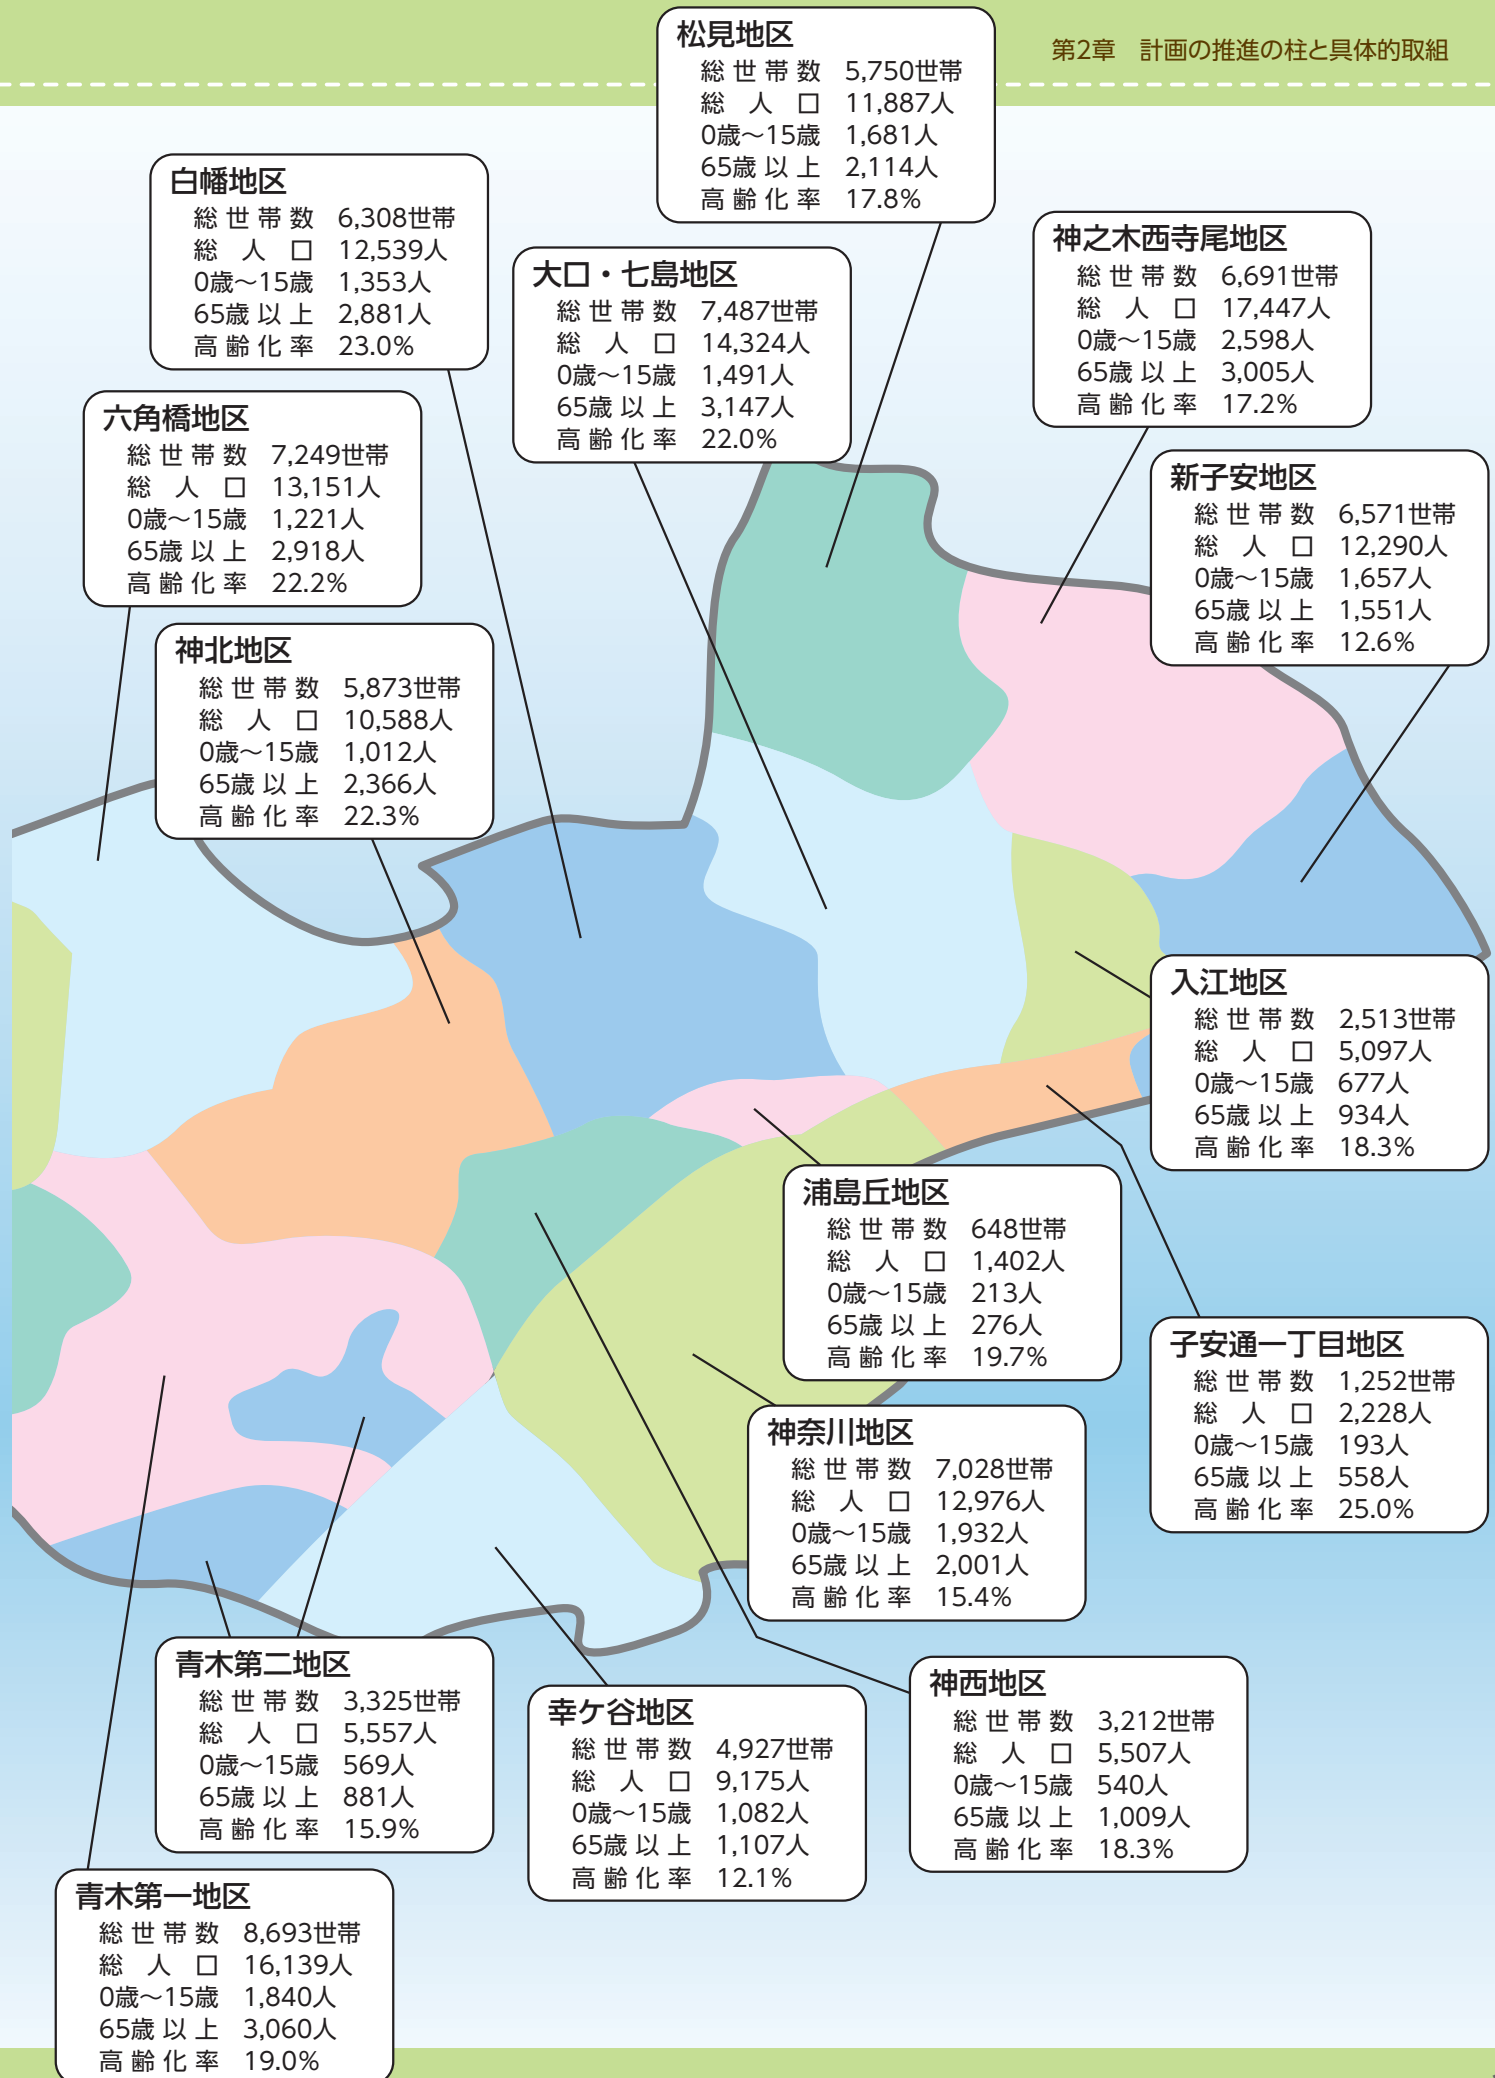 第2章　計画の推進の柱と具体的取組
松見地区
総世帯数 5,750世帯
総人口 11,887人
0歳～15歳 1,681人
65歳以上 2,114人
高齢化率 17.8%
白幡地区
総世帯数 6,308世帯
総人口 12,539人
0歳～15歳 1,353人
65歳以上 2,881人
高齢化率 23.0%
大口・七島地区
総世帯数 7,487世帯
総人口 14,324人
0歳～15歳 1,491人
65歳以上 3,147人
高齢化率 22.0%
神之木西寺尾地区
総世帯数 6,691世帯
総人口 17,447人
0歳～15歳 2,598人
65歳以上 3,005人
高齢化率 17.2%
六角橋地区
総世帯数 7,249世帯
総人口 13,151人
0歳～15歳 1,221人
65歳以上 2,918人
高齢化率 22.2%
新子安地区
総世帯数 6,571世帯
総人口 12,290人
0歳～15歳 1,657人
65歳以上 1,551人
高齢化率 12.6%
神北地区
総世帯数 5,873世帯
総人口 10,588人
0歳～15歳 1,012人
65歳以上 2,366人
高齢化率 22.3%
入江地区
総世帯数 2,513世帯
総人口 5,097人
0歳～15歳 677人
65歳以上 934人
高齢化率 18.3%
浦島丘地区
総世帯数 648世帯
総人口 1,402人
0歳～15歳 213人
65歳以上 276人
高齢化率 19.7%
子安通一丁目地区
総世帯数 1,252世帯
総人口 2,228人
0歳～15歳 193人
65歳以上 558人
高齢化率 25.0%
神奈川地区
総世帯数 7,028世帯
総人口 12,976人
0歳～15歳 1,932人
65歳以上 2,001人
高齢化率 15.4%
青木第二地区
総世帯数 3,325世帯
総人口 5,557人
0歳～15歳 569人
65歳以上 881人
高齢化率 15.9%
幸ケ谷地区
総世帯数 4,927世帯
総人口 9,175人
0歳～15歳 1,082人
65歳以上 1,107人
高齢化率 12.1%
神西地区
総世帯数 3,212世帯
総人口 5,507人
0歳～15歳 540人
65歳以上 1,009人
高齢化率 18.3%
青木第一地区
総世帯数 8,693世帯
総人口 16,139人
0歳～15歳 1,840人
65歳以上 3,060人
高齢化率 19.0%